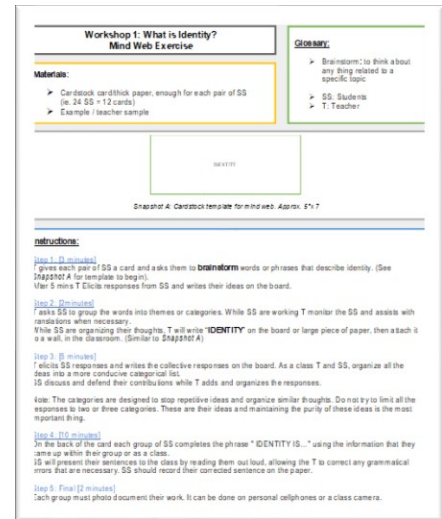 Workshop 1: What is Identity?
Mind Web Exercise
Materials:
➢ Cardstock card/thick paper, enough for each pair of SS
(ie. 24 SS = 12 cards)
➢ Example / teacher sample
Glossary:
➢ Brainstorm: to think about
any thing related to a
specific topic
➢ SS: Students
➢ T: Teacher
IDENTITY
Snapshot A: Cardstock template for mind web. Approx. 5"x 7
nstructions:
Step 1: [3 minutes]
T gives each pair of SS a card and asks them to brainstorm words or phrases that describe identity. (See
Snapshot A for template to begin).
After 5 mins T Elicits responses from SS and writes their ideas on the board.
Step 2: [2minutes]
T asks SS to group the words into themes or categories. While SS are working T monitor the SS and assists with
translations when necessary.
While SS are organizing their thoughts, T will write "IDENTITY" on the board or large piece of paper, then attach it
to a wall, in the classroom. (Similar to Snapshot A)
Step 3: [5 minutes]
T elicits SS responses and writes the collective responses on the board. As a class T and SS, organize all the
ideas into a more conducive categorical list.
SS discuss and defend their contributions while T adds and organizes the responses.
Note: The categories are designed to stop repetitive ideas and organize similar thoughts. Do not try to limit all the
responses to two or three categories. These are their ideas and maintaining the purity of these ideas is the most
important thing.
Step 4: [10 minutes]
On the back of the card each group of SS completes the phrase " IDENTITY IS..." using the information that they
came up within their group or as a class.
SS will present their sentences to the class by reading them out loud, allowing the T to correct any grammatical
errors that are necessary. SS should record their corrected sentence on the paper.
Step 5: Final [2 minutes]
Each group must photo document their work. It can be done on personal cellphones or a class camera.